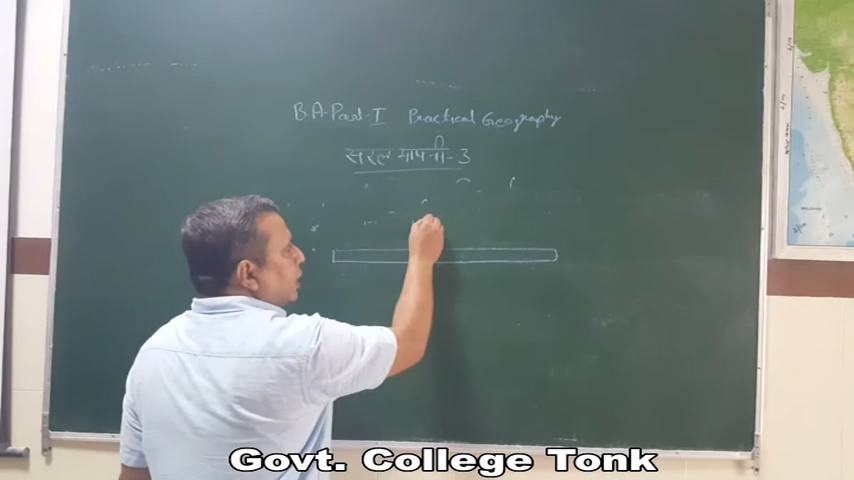 B.A. Part-I Practical Geography
सरल मापनी-3
Govt. College Tonk